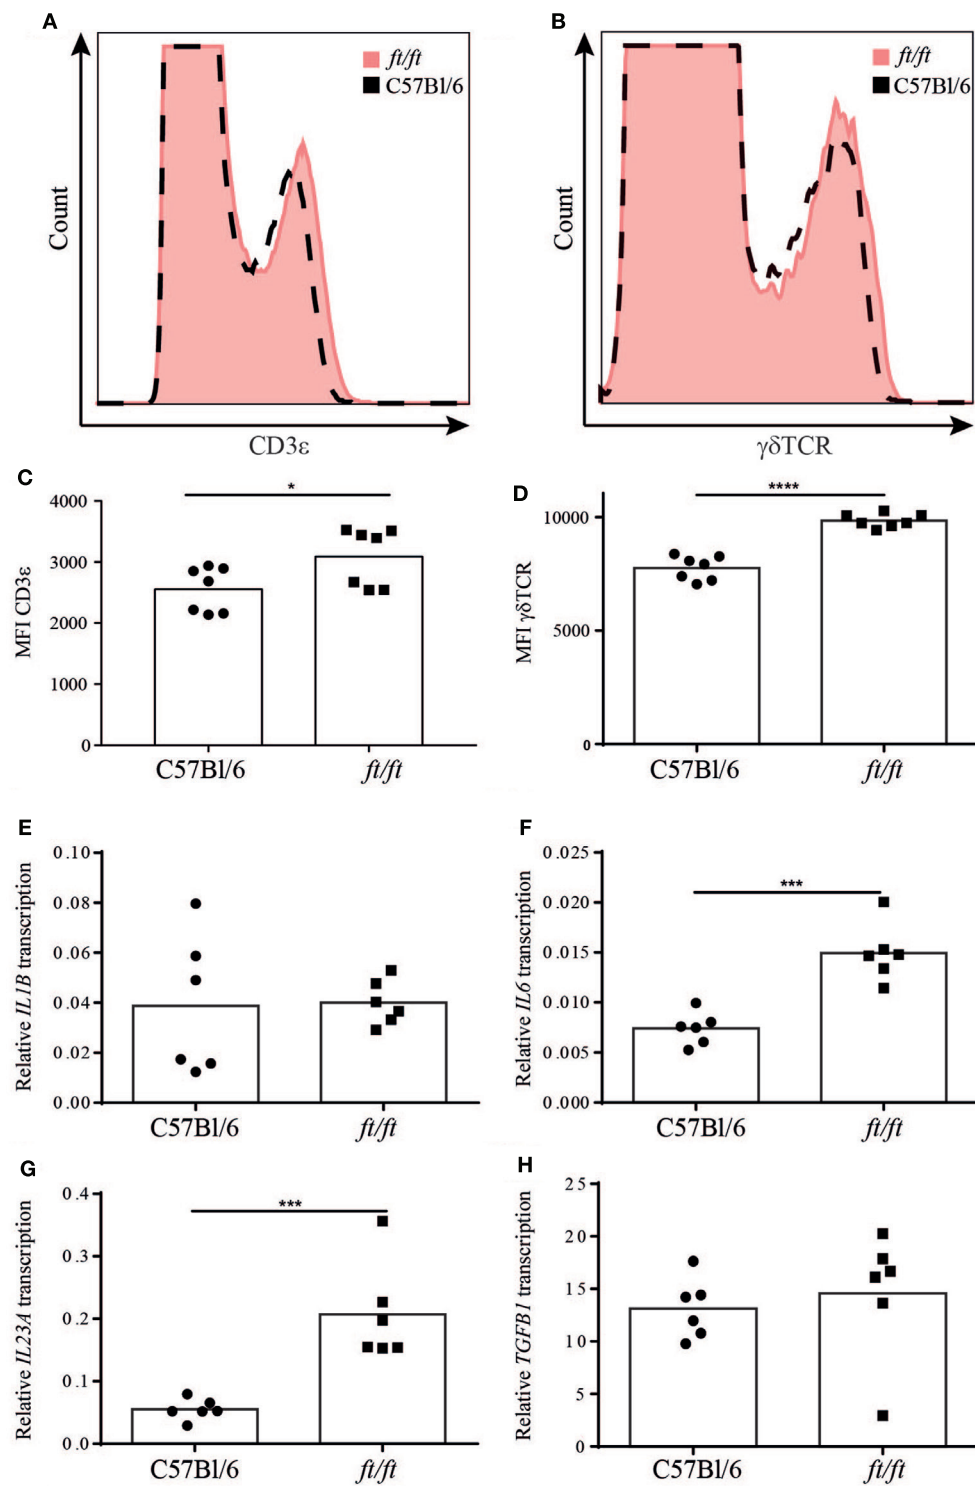 A
ft/ft
C57Bl/6
Count
CD3ε
B
ft/ft
C57Bl/6
Count
γδTCR
C
*
4000
3000
2000
1000
0
MFI CD3ε
C57Bl/6
ft/ft
D
****
10000
5000
0
MFI γδTCR
C57Bl/6
ft/ft
E
0.10
0.08
0.06
0.04
0.02
0.00
Relative IL1B transcription
C57Bl/6
ft/ft
F
***
0.025
0.020
0.015
0.010
0.005
0.000
Relative IL6 transcription
C57Bl/6
ft/ft
G
***
0.4
0.3
0.2
0.1
0.0
Relative IL23A transcription
C57Bl/6
ft/ft
H
25
20
15
10
5
0
Relative TGFB1 transcription
C57Bl/6
ft/ft